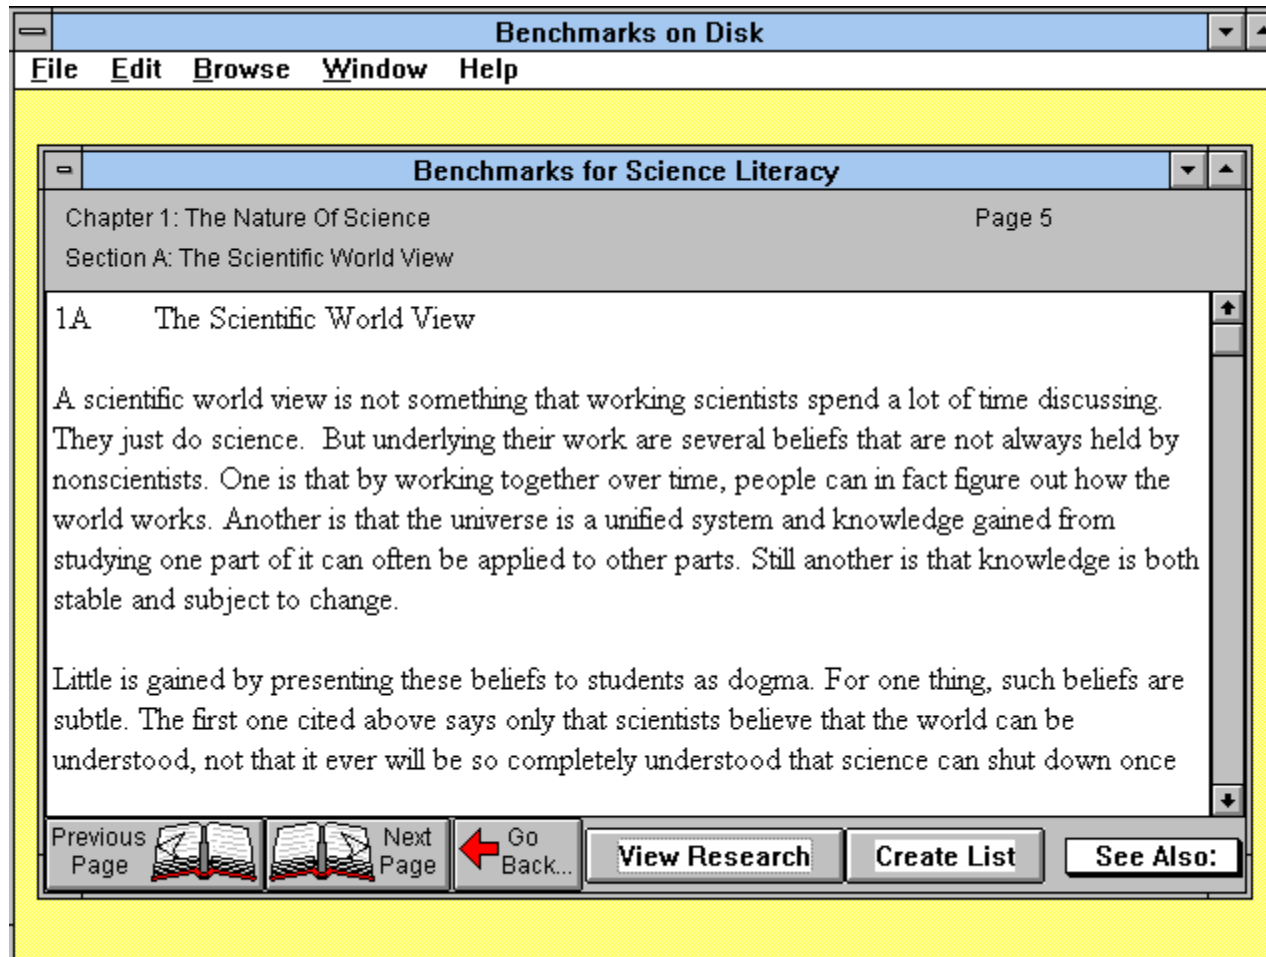 Benchmarks on Disk
File Edit Browse Window Help
Benchmarks for Science Literacy
Chapter 1: The Nature Of Science Page 5
Section A: The Scientific World View
1A The Scientific World View
A scientific world view is not something that working scientists spend a lot of time discussing.
They just do science.  But underlying their work are several beliefs that are not always held by
nonscientists. One is that by working together over time, people can in fact figure out how the
world works. Another is that the universe is a unified system and knowledge gained from
studying one part of it can often be applied to other parts. Still another is that knowledge is both
stable and subject to change.
Little is gained by presenting these beliefs to students as dogma. For one thing, such beliefs are
subtle. The first one cited above says only that scientists believe that the world can be
understood, not that it ever will be so completely understood that science can shut down once
Previous Page
Next Page
Go Back...
View Research
Create List
See Also: